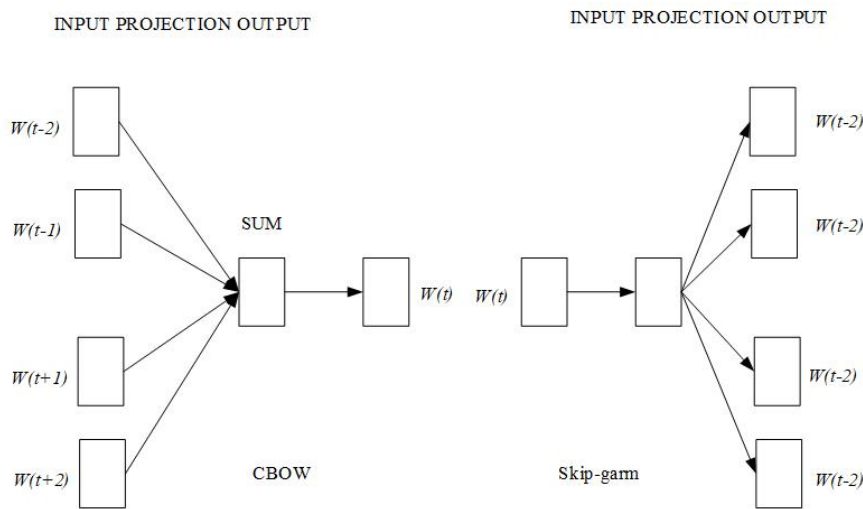 INPUT PROJECTION OUTPUT
W(t-2)
W(t-1)
SUM
W(t)
W(t+1)
W(t+2)
CBOW
INPUT PROJECTION OUTPUT
W(t-2)
W(t-2)
W(t)
W(t-2)
W(t-2)
Skip-garm